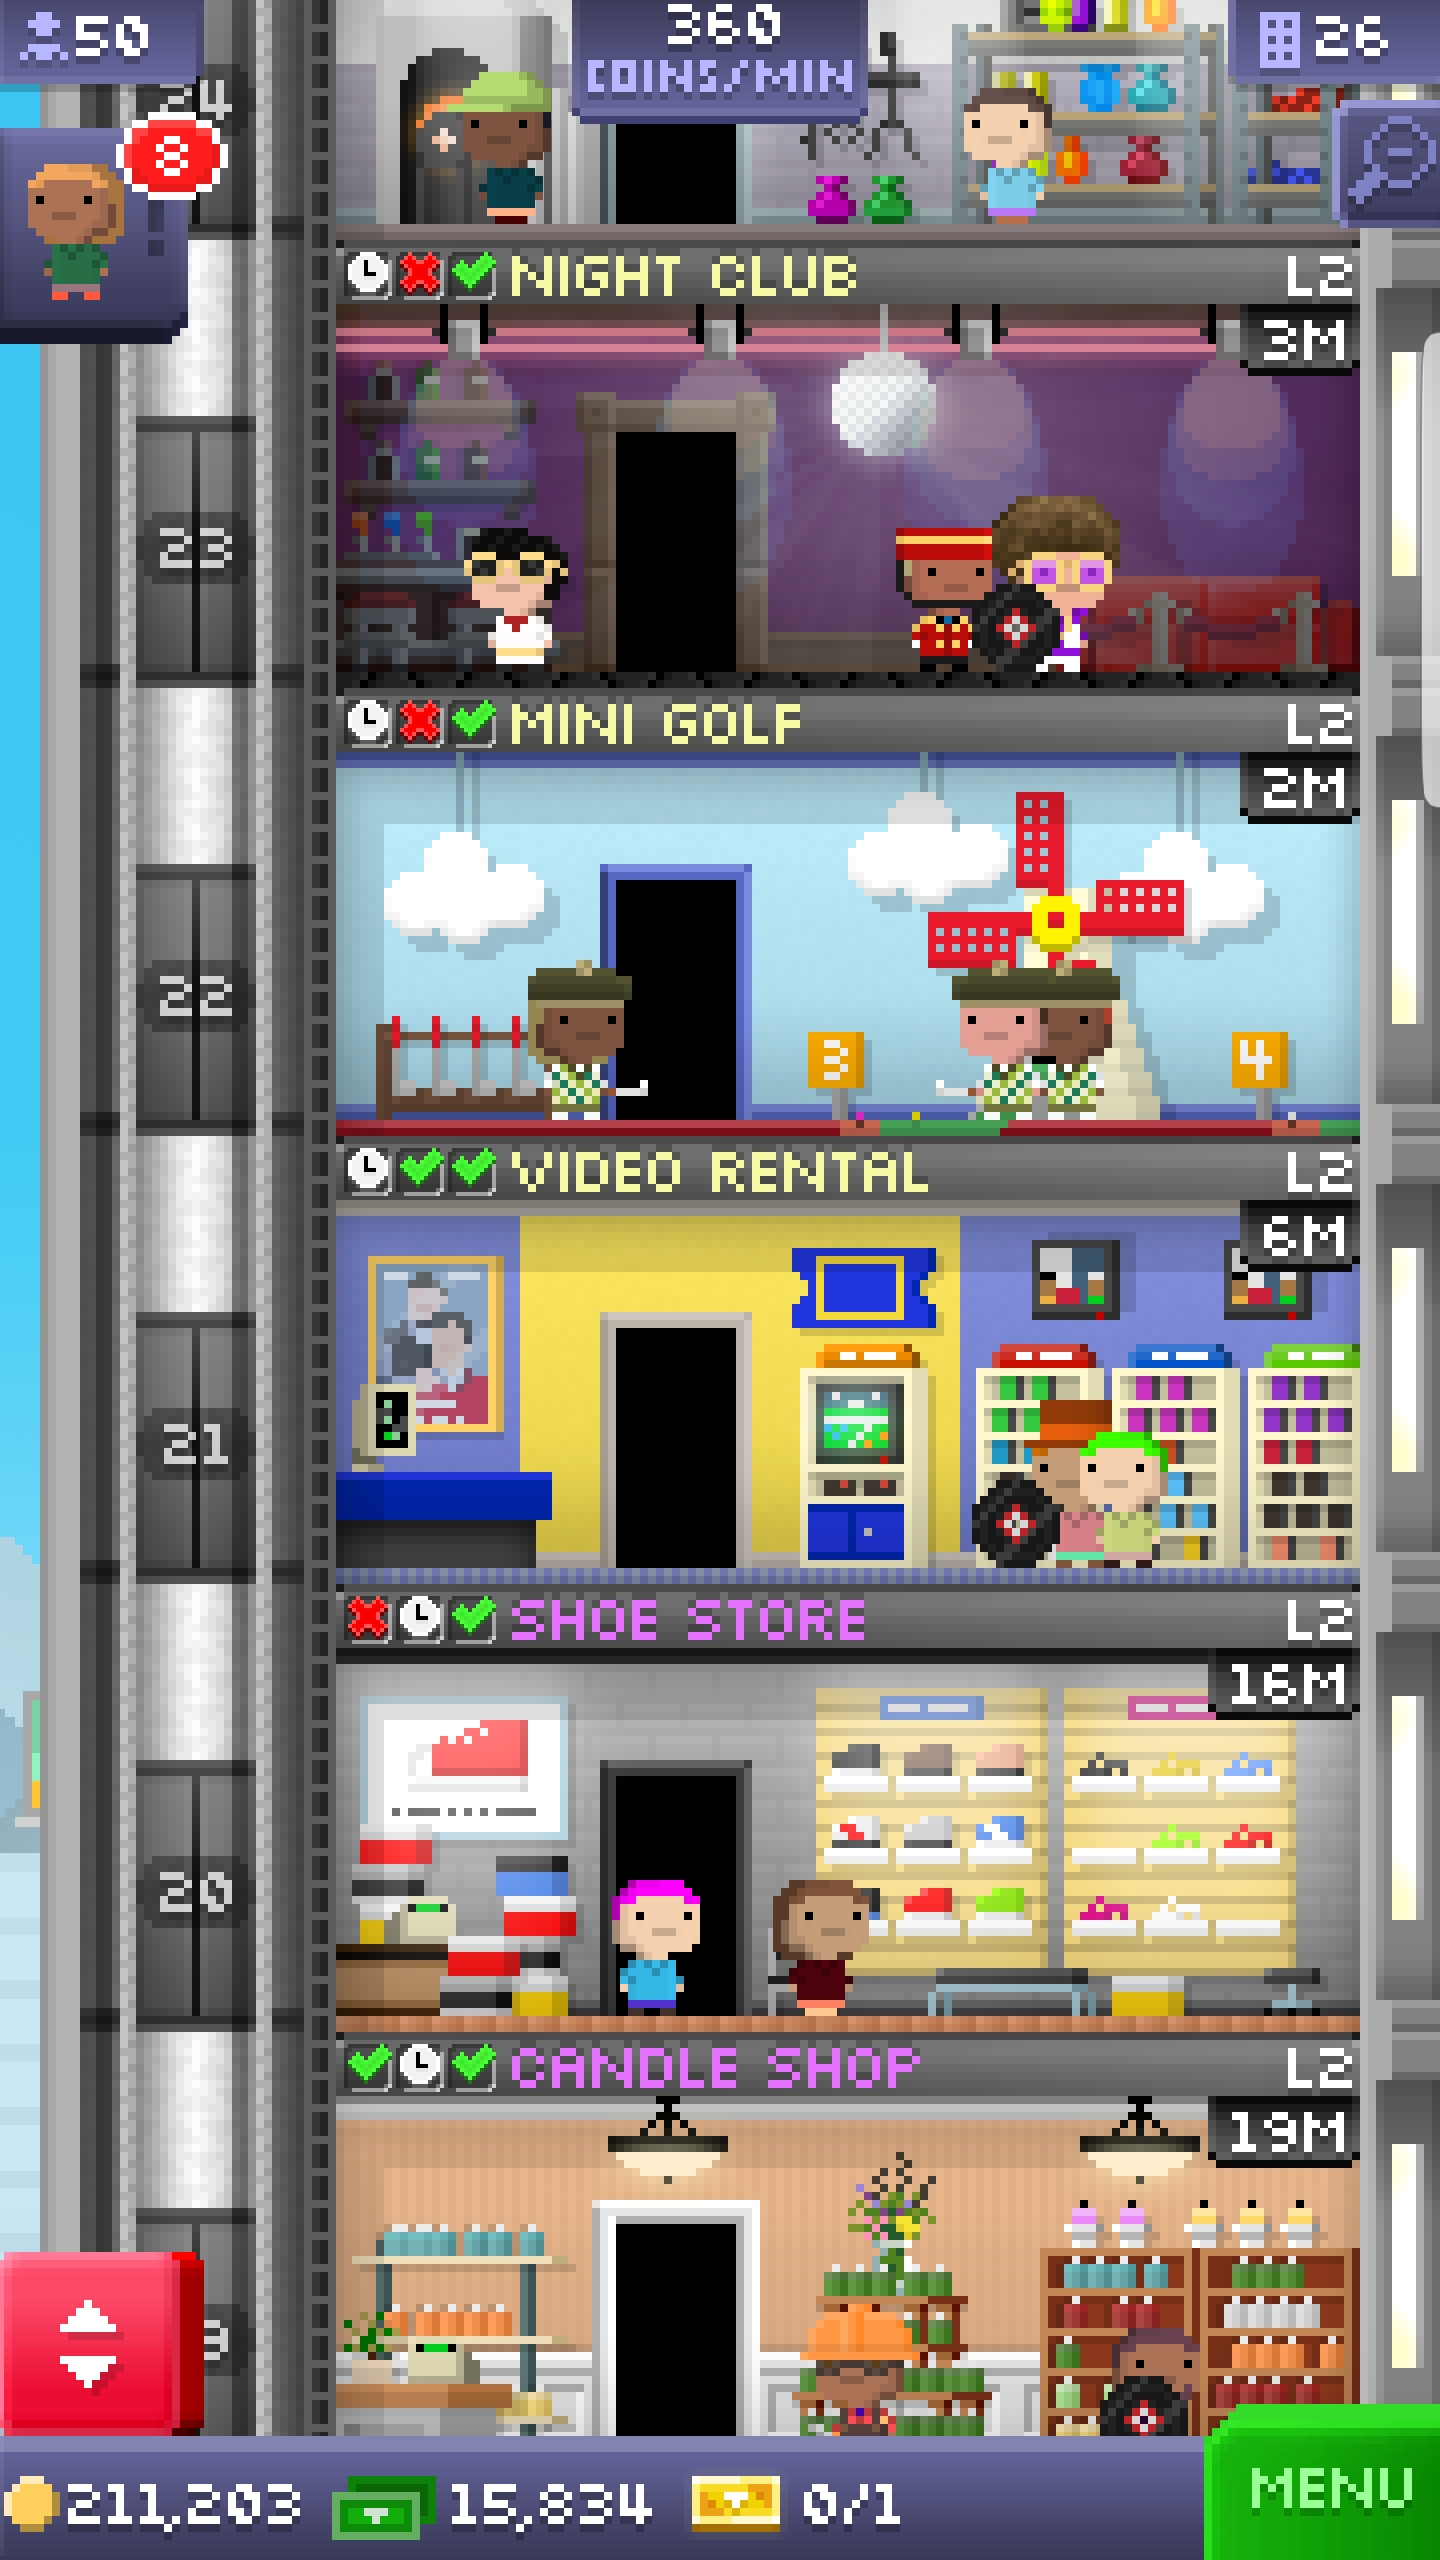 50
360
COINS/MIN
26
24
8
NIGHT CLUB L2
3M
23
MINI GOLF L2
2M
22
3
4
VIDEO RENTAL L2
6M
21
SHOE STORE L2
16M
20
CANDLE SHOP L2
19M
9
211,203 15,834 0/1
MENU